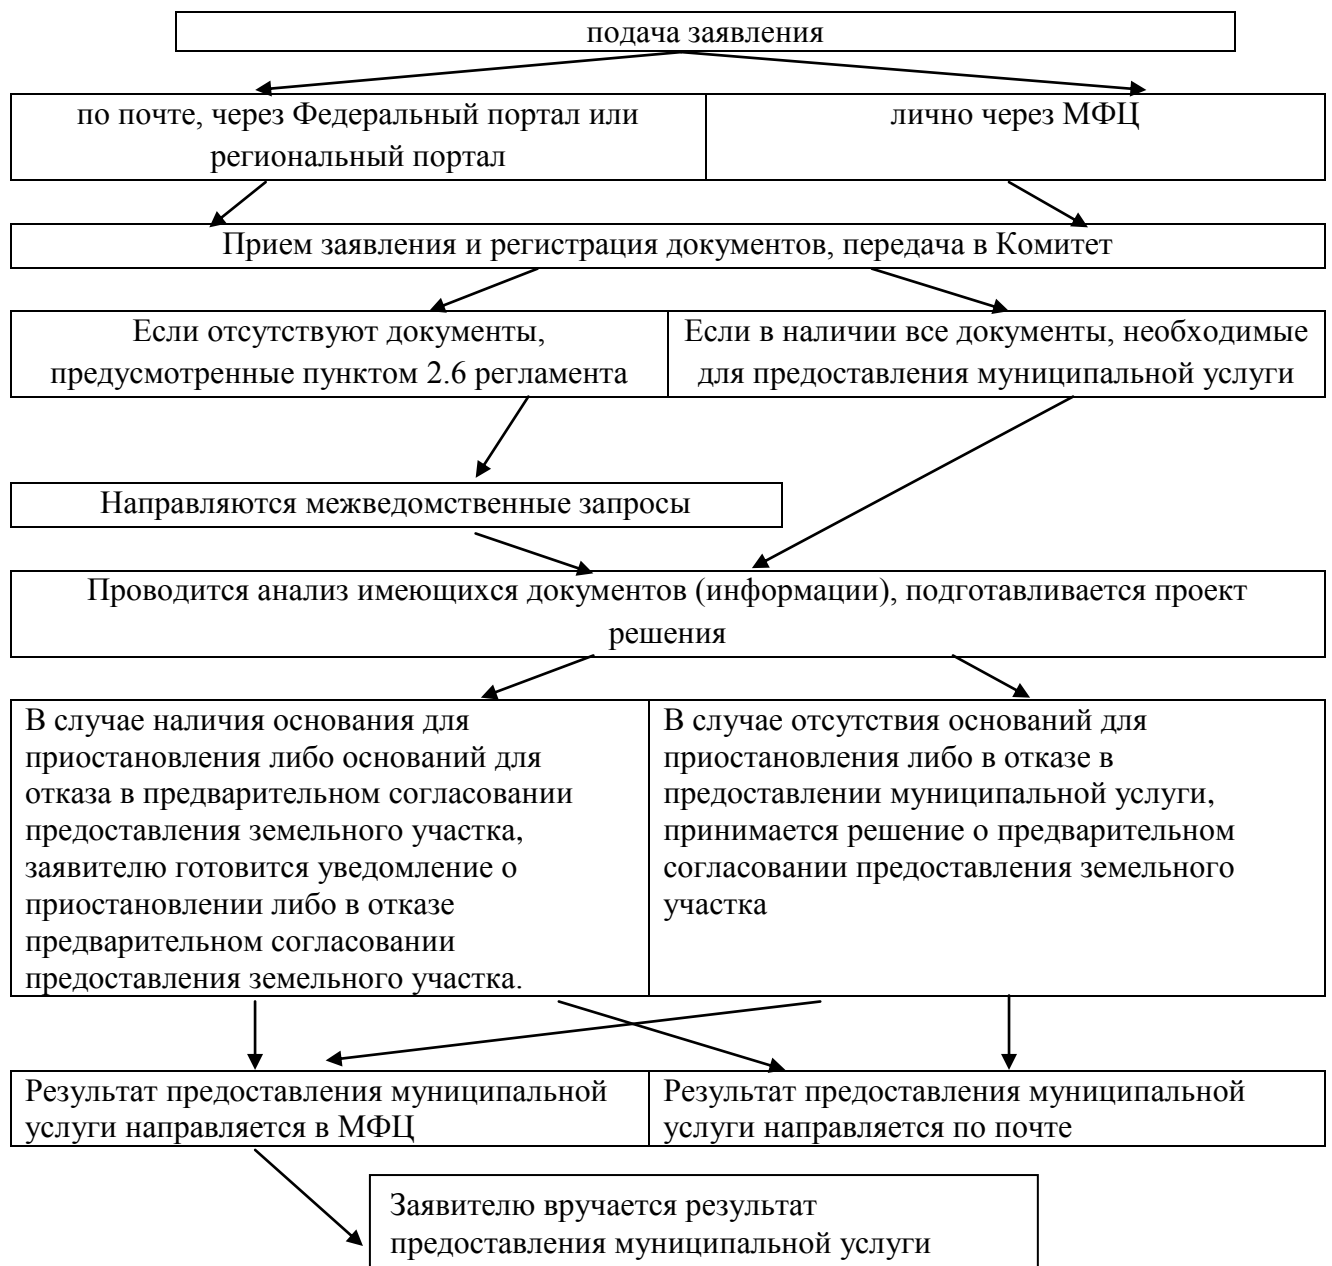 подача заявления
по почте, через Федеральный портал или
региональный портал
лично через МФЦ
Прием заявления и регистрация документов, передача в Комитет
Если отсутствуют документы,
предусмотренные пунктом 2.6 регламента
Если в наличии все документы, необходимые
для предоставления муниципальной услуги
Направляются межведомственные запросы
Проводится анализ имеющихся документов (информации), подготавливается проект
решения
В случае наличия основания для
приостановления либо оснований для
отказа в предварительном согласовании
предоставления земельного участка,
заявителю готовится уведомление о
приостановлении либо в отказе
предварительном согласовании
предоставления земельного участка.
В случае отсутствия оснований для
приостановления либо в отказе в
предоставлении муниципальной услуги,
принимается решение о предварительном
согласовании предоставления земельного
участка
Результат предоставления муниципальной
услуги направляется в МФЦ
Результат предоставления муниципальной
услуги направляется по почте
Заявителю вручается результат
предоставления муниципальной услуги